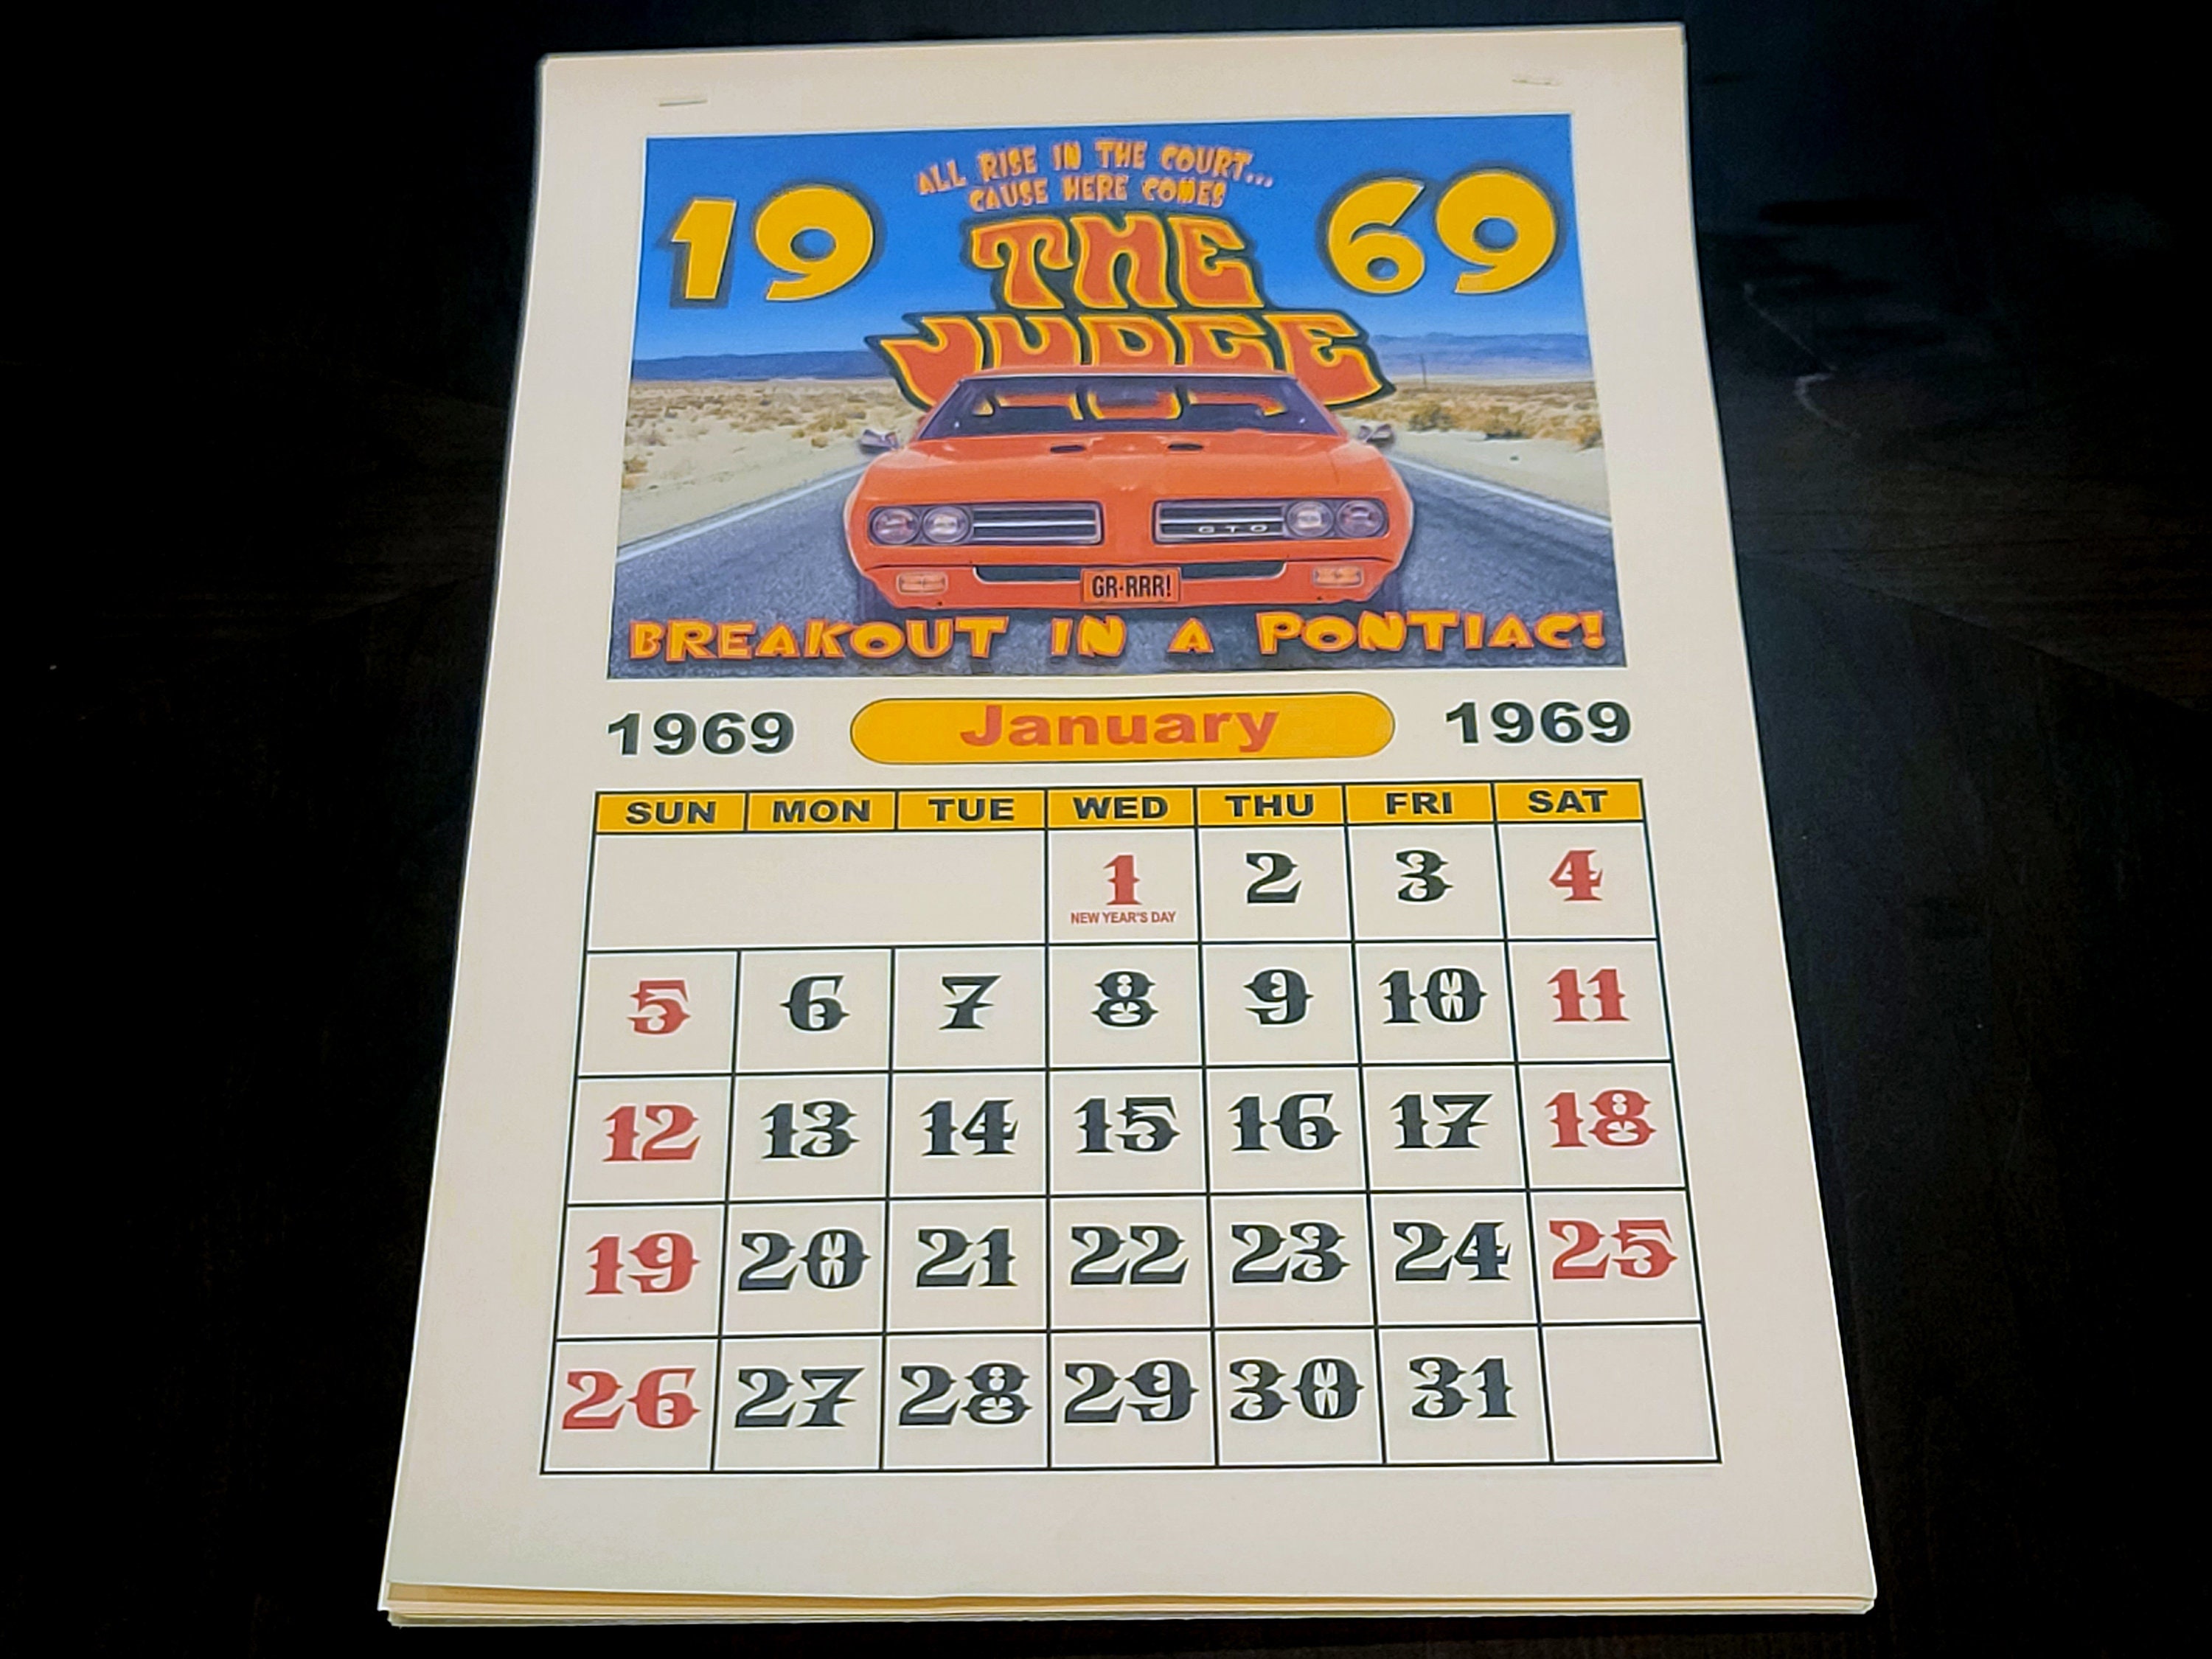 ALL RISE IN THE COURT...
CAUSE HERE COMES
19 69
THE
JUDGE
GTO
GR-RRR!
BREAKOUT IN A PONTIAC!
1969 January 1969
SUN MON TUE WED THU FRI SAT
1 2 3 4
NEW YEAR'S DAY
5 6 7 8 9 10 11
12 13 14 15 16 17 18
19 20 21 22 23 24 25
26 27 28 29 30 31